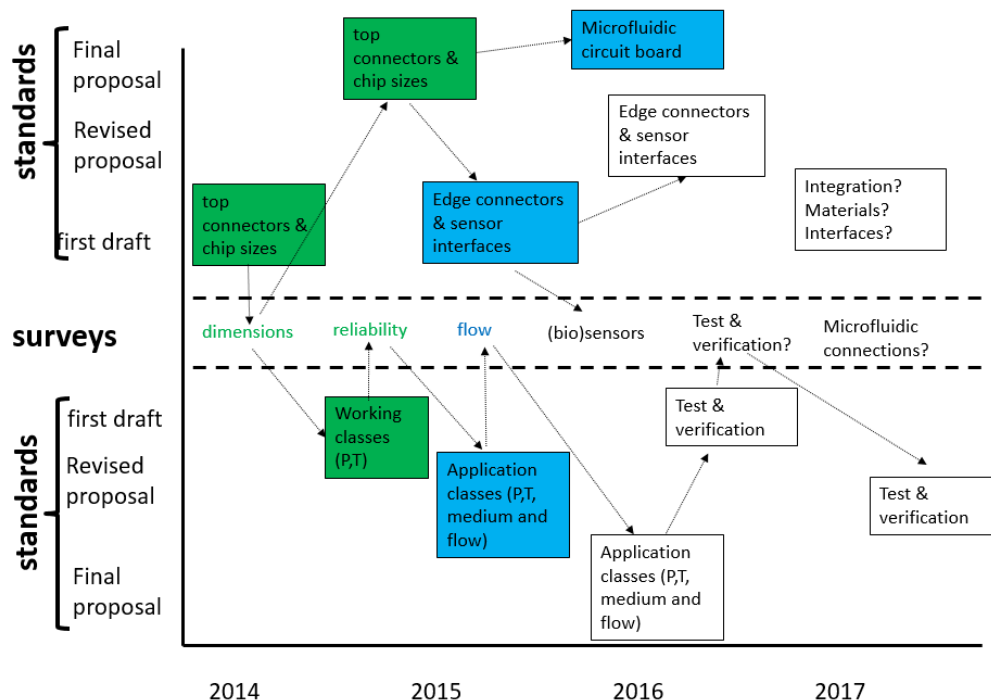 standards
Final
proposal
Revised
proposal
first draft
top
connectors &
chip sizes
top
connectors &
chip sizes
Microfluidic
circuit board
Edge connectors
& sensor
interfaces
Edge connectors
& sensor
interfaces
Integration?
Materials?
Interfaces?
surveys
dimensions
reliability
flow
(bio)sensors
Test &
verification?
Microfluidic
connections?
standards
first draft
Revised
proposal
Final
proposal
Working
classes
(P,T)
Application
classes (P,T,
medium and
flow)
Application
classes (P,T,
medium and
flow)
Test &
verification
Test &
verification
2014
2015
2016
2017